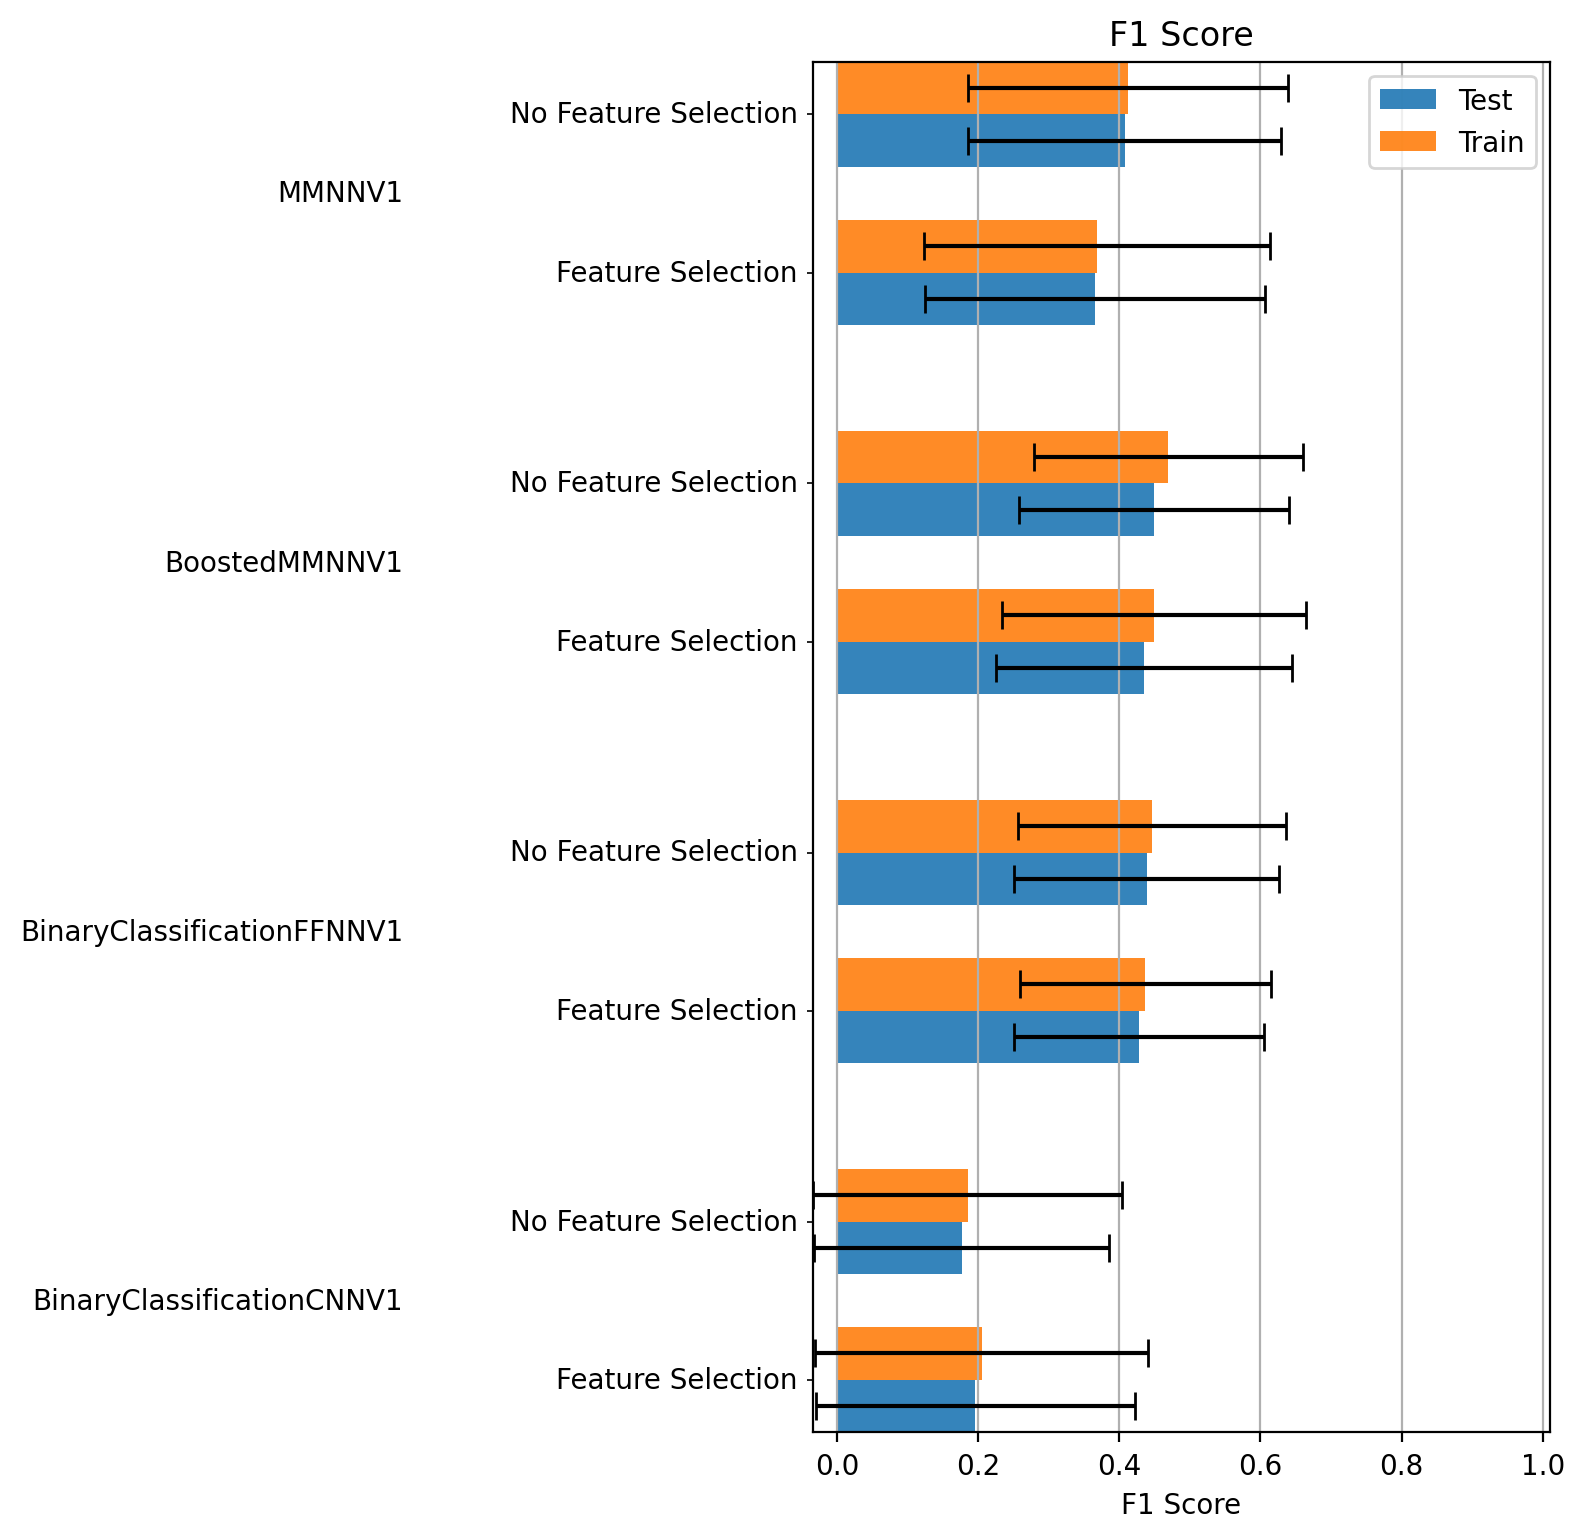 F1 Score
Test
Train
No Feature Selection
MMNNV1
Feature Selection
No Feature Selection
BoostedMMNNV1
Feature Selection
No Feature Selection
BinaryClassificationFFNNV1
Feature Selection
No Feature Selection
BinaryClassificationCNNV1
Feature Selection
0.0 0.2 0.4 0.6 0.8 1.0
F1 Score